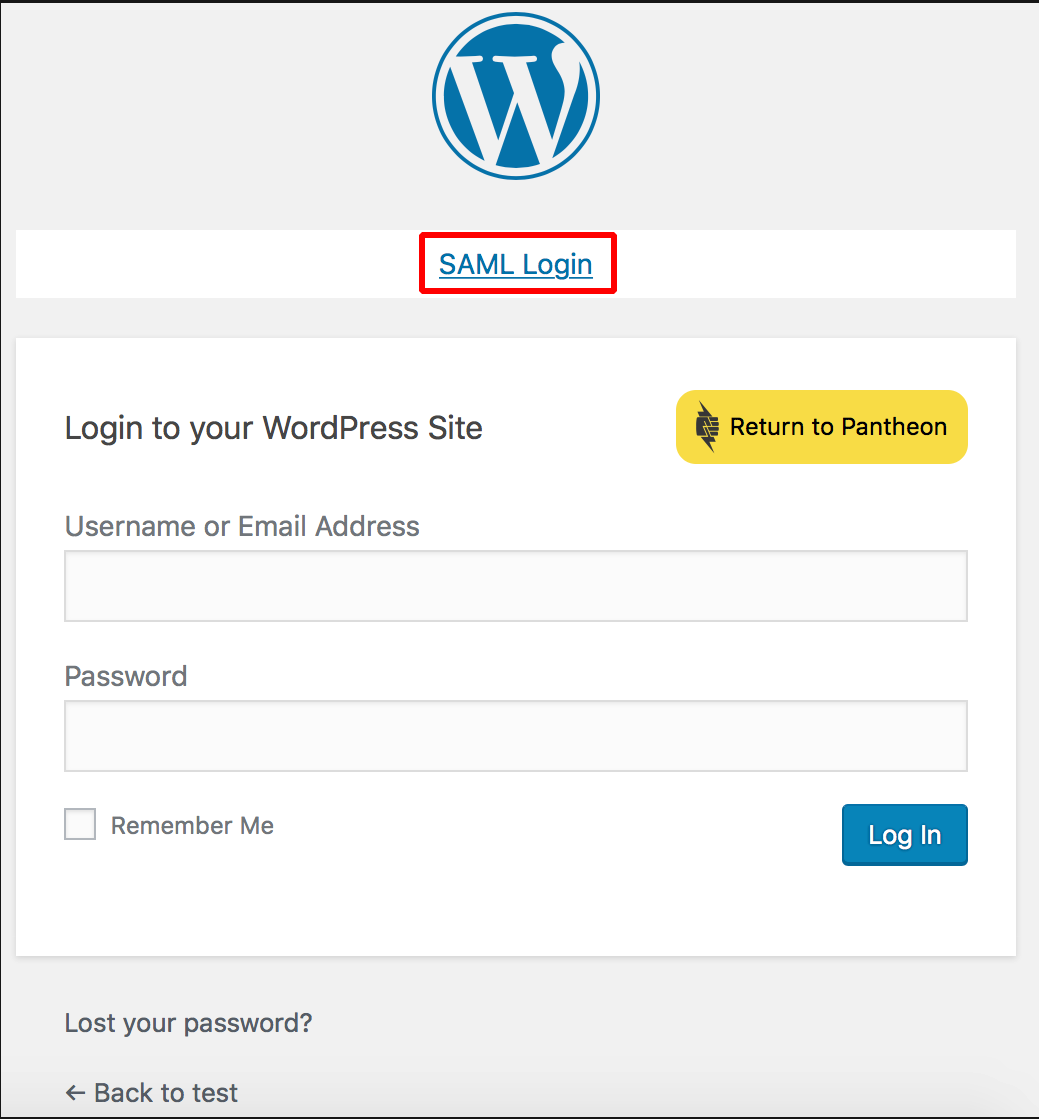 SAML Login
Login to your WordPress Site
Return to Pantheon
Username or Email Address
Password
Remember Me
Log In
Lost your password?
← Back to test